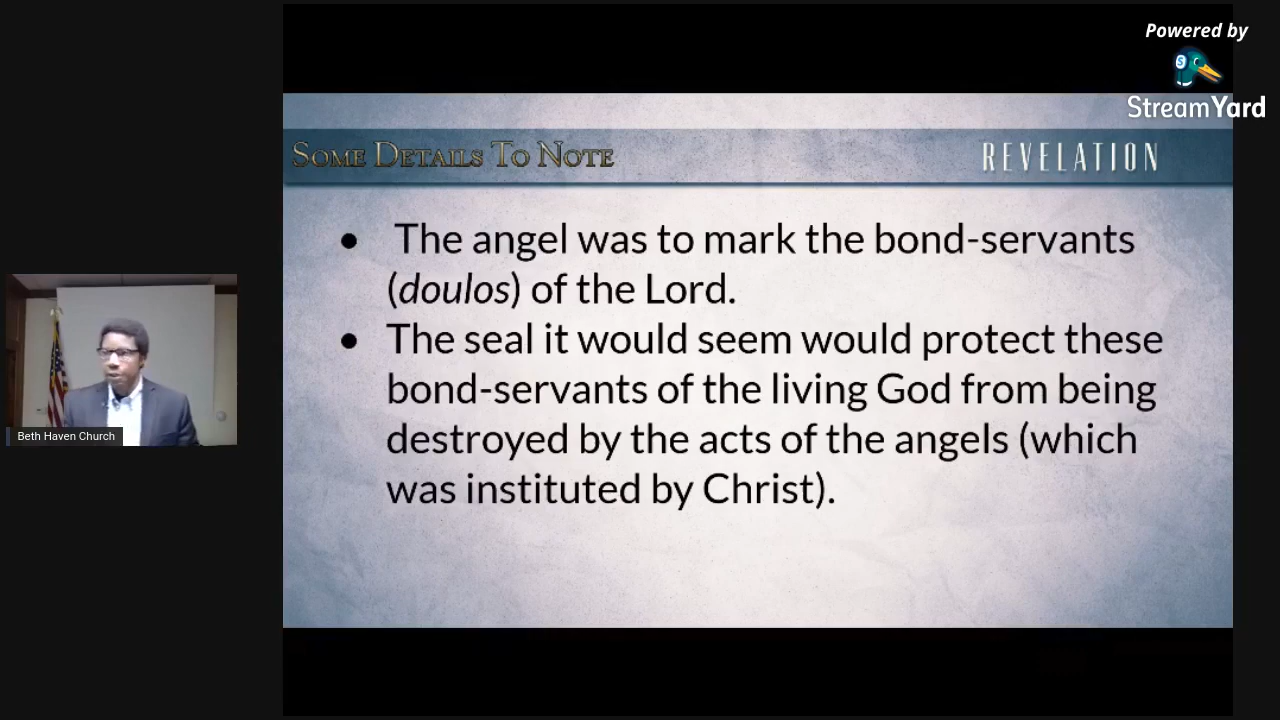 Powered by
StreamYard
SOME DETAILS TO NOTE
REVELATION
• The angel was to mark the bond-servants
(doulos) of the Lord.
• The seal it would seem would protect these
bond-servants of the living God from being
destroyed by the acts of the angels (which
was instituted by Christ).
Beth Haven Church